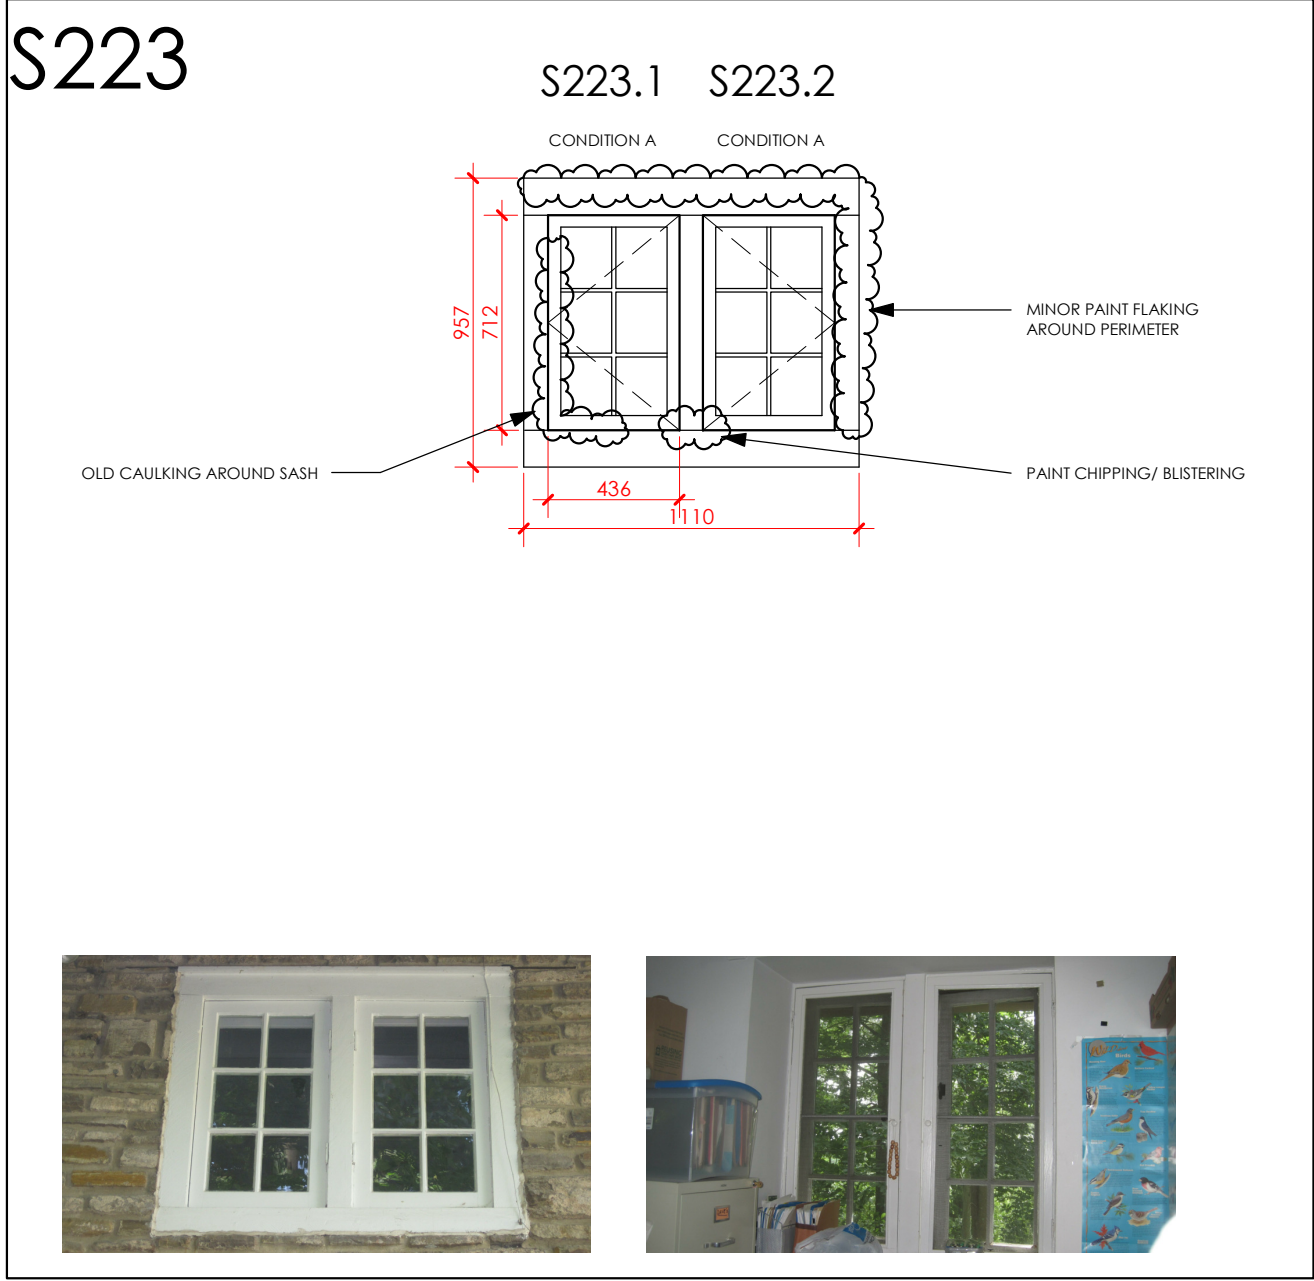 S223
S223.1 S223.2
CONDITION A CONDITION A
957
712
MINOR PAINT FLAKING
AROUND PERIMETER
OLD CAULKING AROUND SASH
PAINT CHIPPING/ BLISTERING
436
1110
Birds